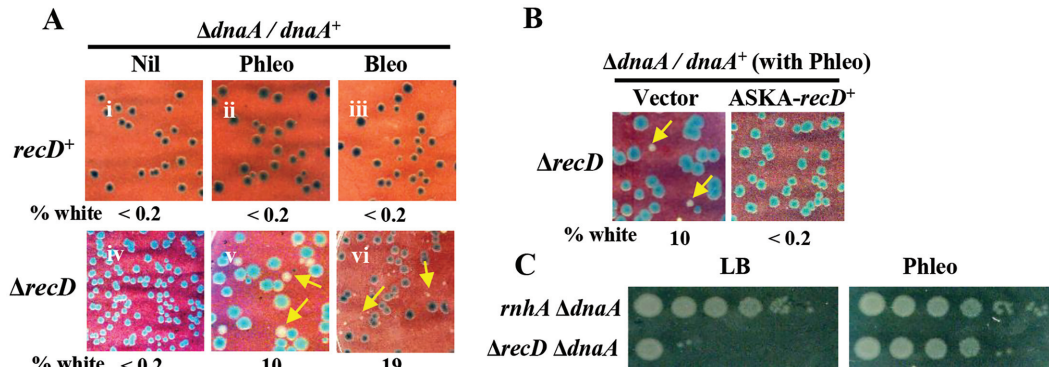 A
ΔdnaA / dnaA⁺
Nil Phleo Bleo
recD⁺
i ii iii
% white < 0.2 < 0.2 < 0.2
ΔrecD
iv v vi
% white < 0.2 10 19
B
ΔdnaA / dnaA⁺ (with Phleo)
Vector ASKA-recD⁺
ΔrecD
% white 10 < 0.2
C
LB Phleo
rnhA ΔdnaA
ΔrecD ΔdnaA